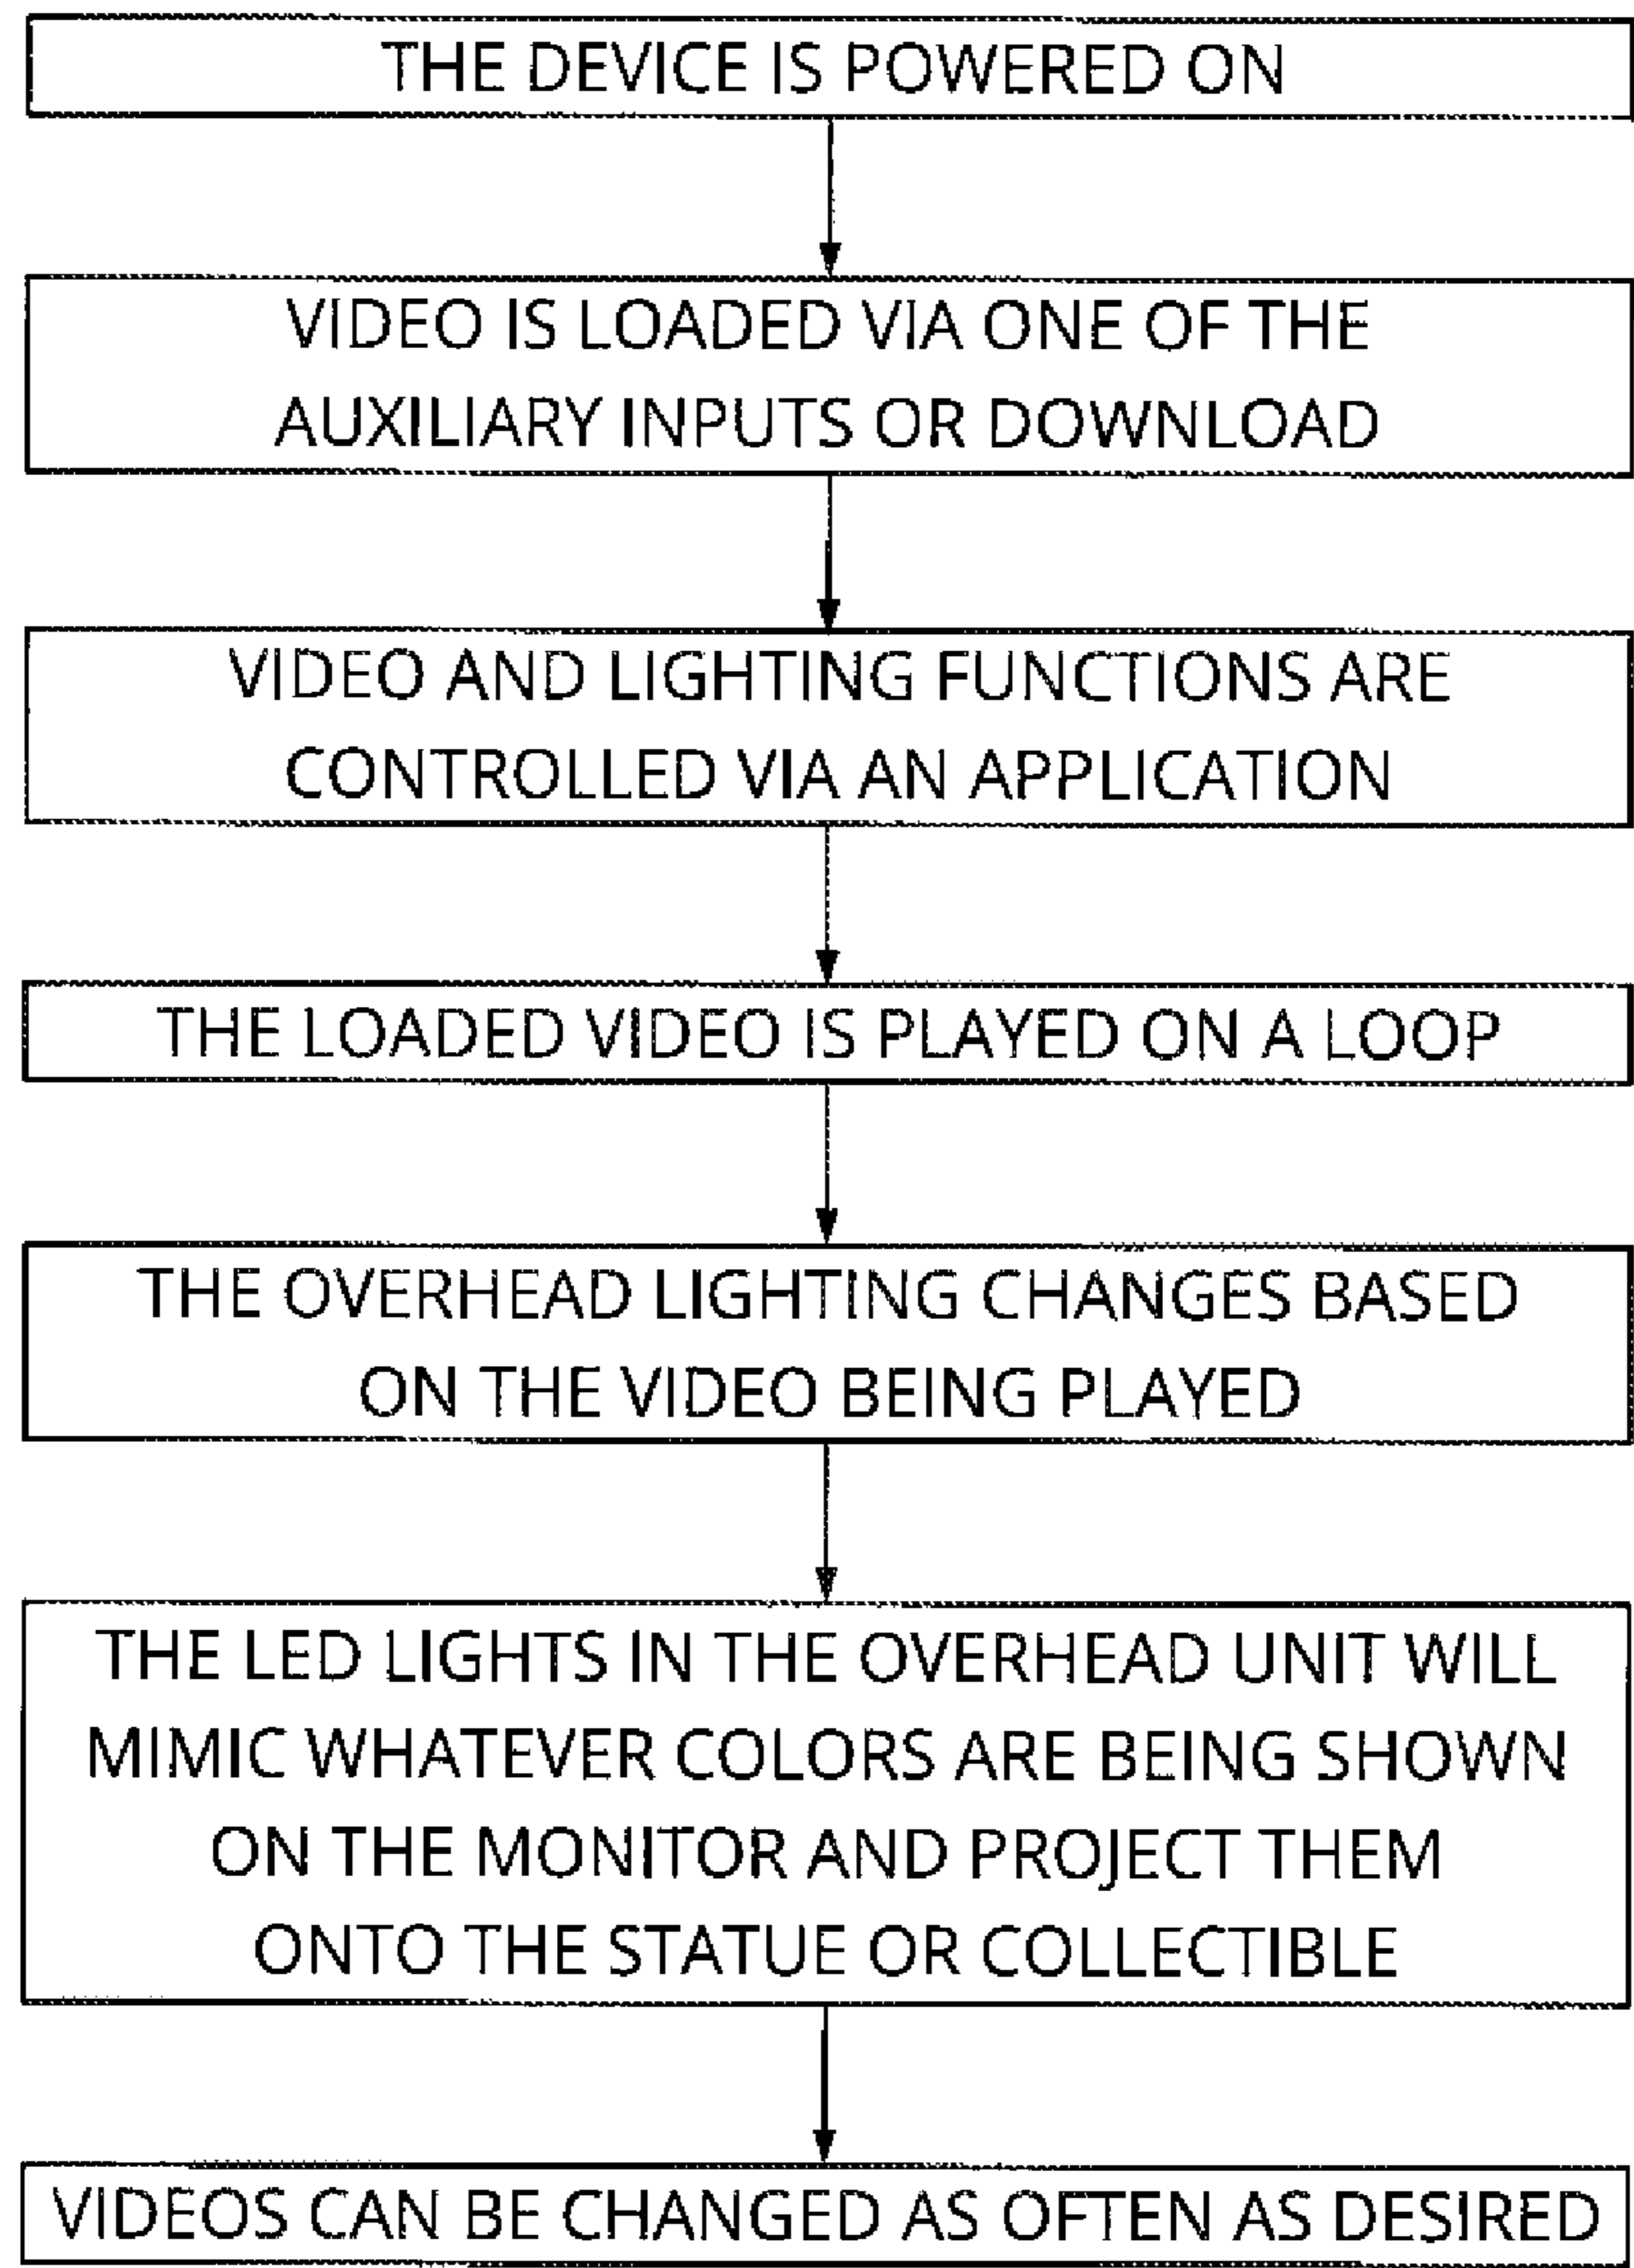 THE DEVICE IS POWERED ON
VIDEO IS LOADED VIA ONE OF THE
AUXILIARY INPUTS OR DOWNLOAD
VIDEO AND LIGHTING FUNCTIONS ARE
CONTROLLED VIA AN APPLICATION
THE LOADED VIDEO IS PLAYED ON A LOOP
THE OVERHEAD LIGHTING CHANGES BASED
ON THE VIDEO BEING PLAYED
THE LED LIGHTS IN THE OVERHEAD UNIT WILL
MIMIC WHATEVER COLORS ARE BEING SHOWN
ON THE MONITOR AND PROJECT THEM
ONTO THE STATUE OR COLLECTIBLE
VIDEOS CAN BE CHANGED AS OFTEN AS DESIRED